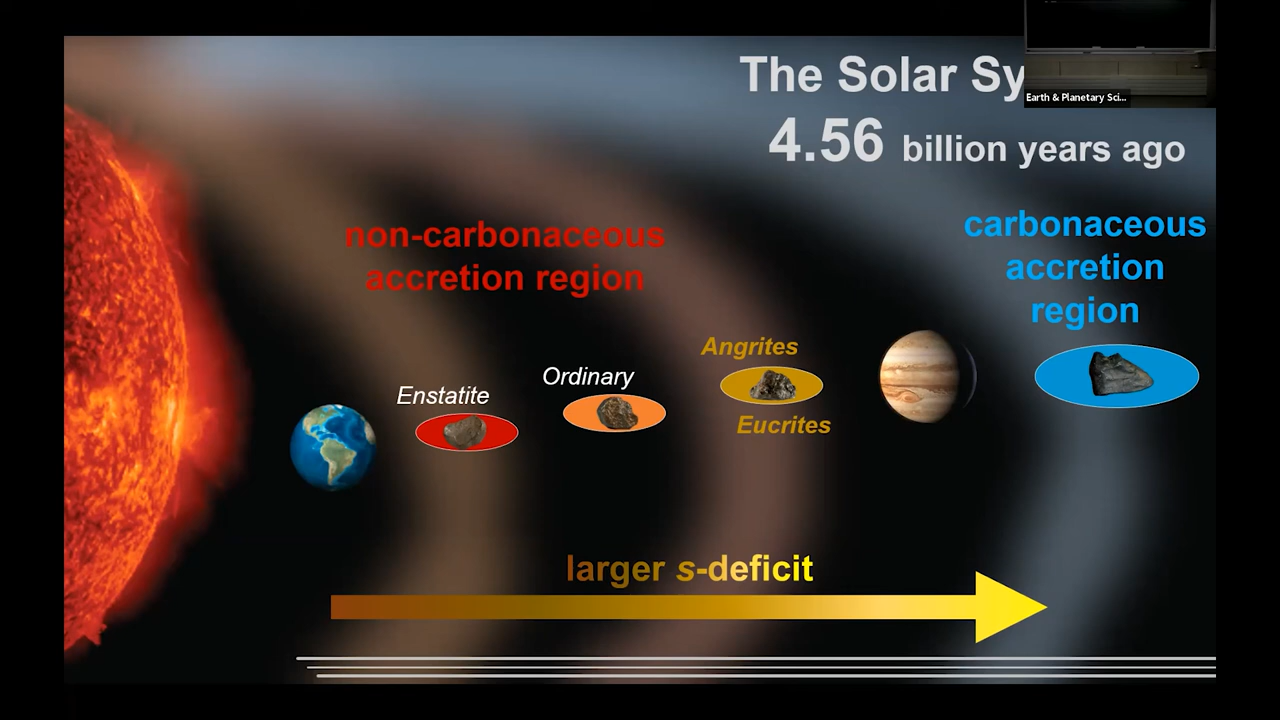 The Solar Sy
Earth & Planetary Sci...
4.56 billion years ago
non-carbonaceous
accretion region
carbonaceous
accretion
region
Angrites
Ordinary
Enstatite
Eucrites
larger s-deficit